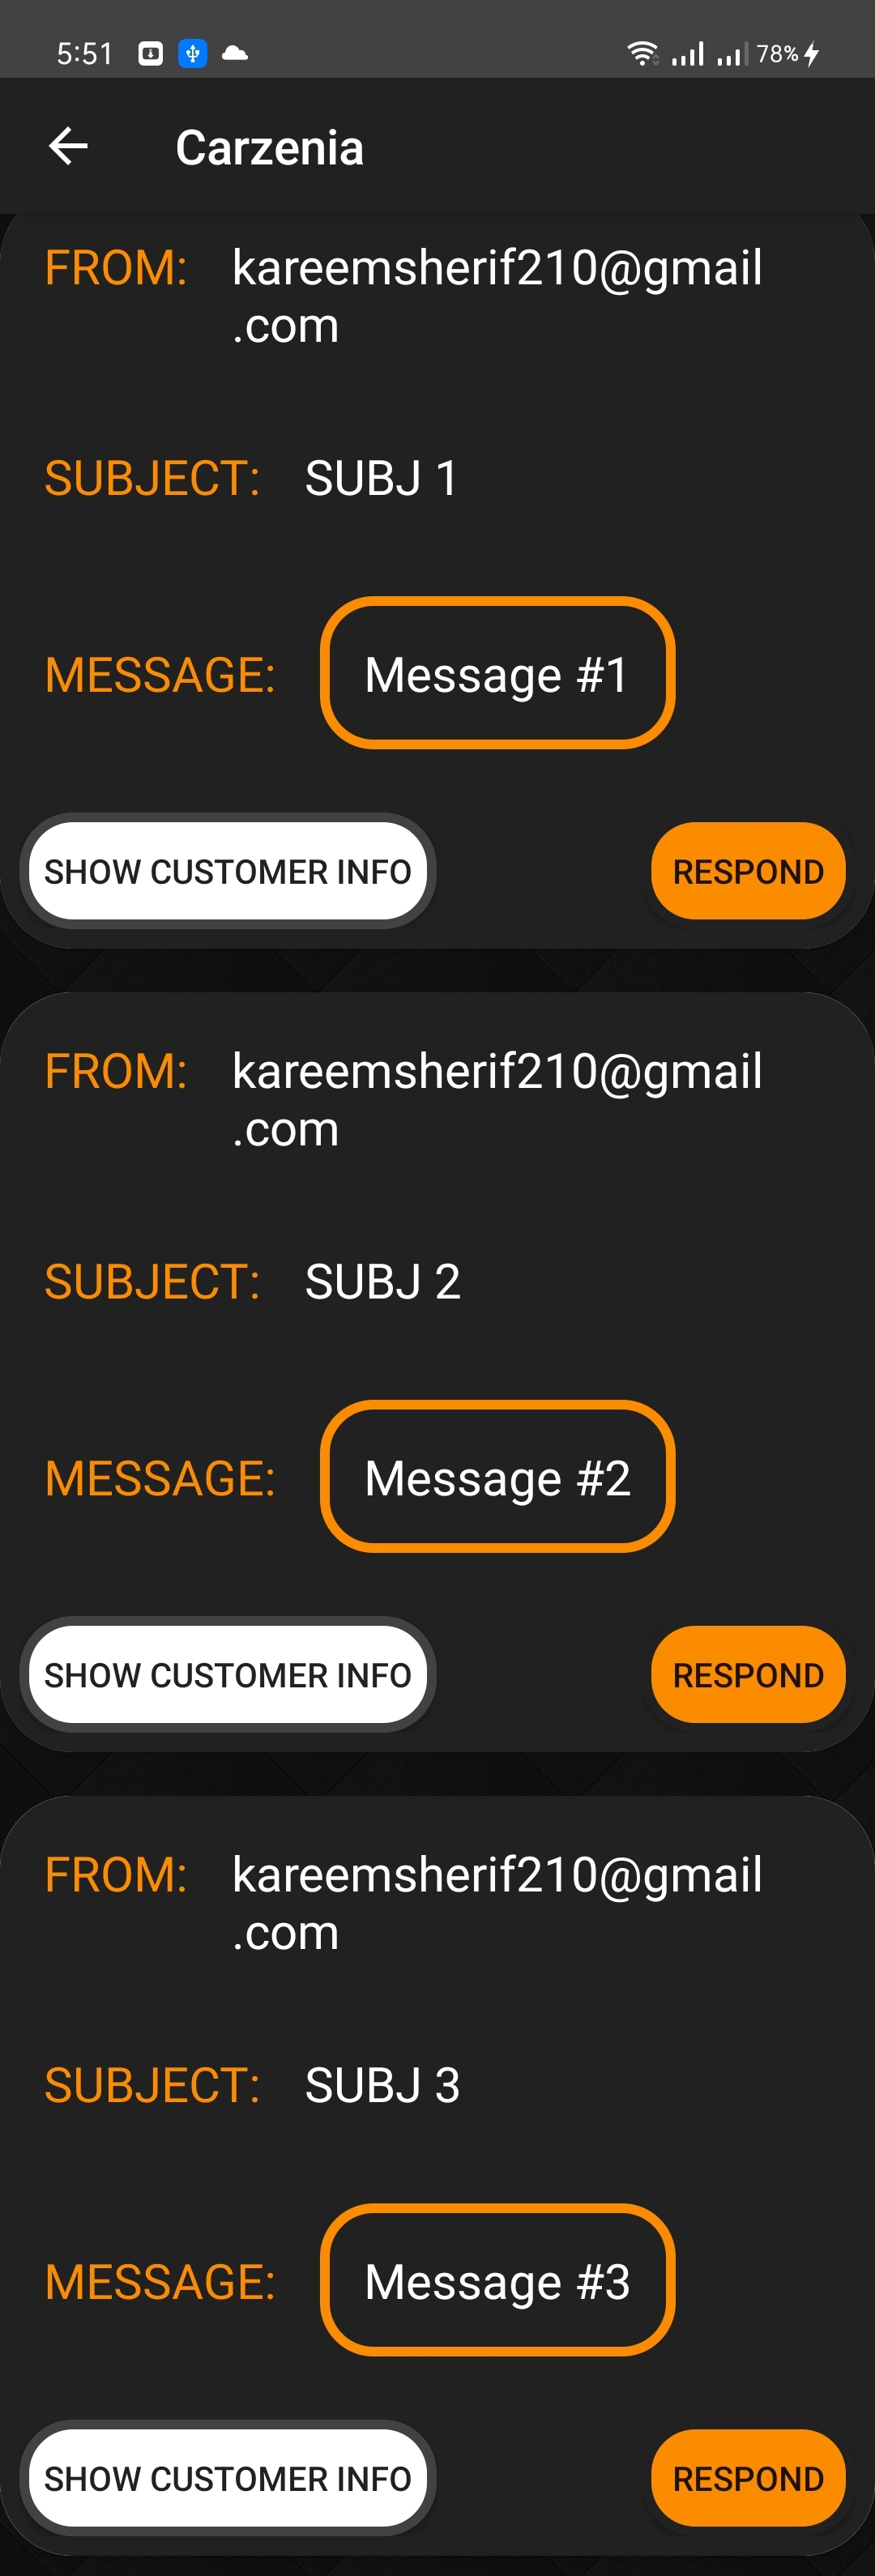 5:51 78%
Carzenia
FROM: kareemsherif210@gmail
.com
SUBJECT: SUBJ 1
MESSAGE: Message #1
SHOW CUSTOMER INFO RESPOND
FROM: kareemsherif210@gmail
.com
SUBJECT: SUBJ 2
MESSAGE: Message #2
SHOW CUSTOMER INFO RESPOND
FROM: kareemsherif210@gmail
.com
SUBJECT: SUBJ 3
MESSAGE: Message #3
SHOW CUSTOMER INFO RESPOND